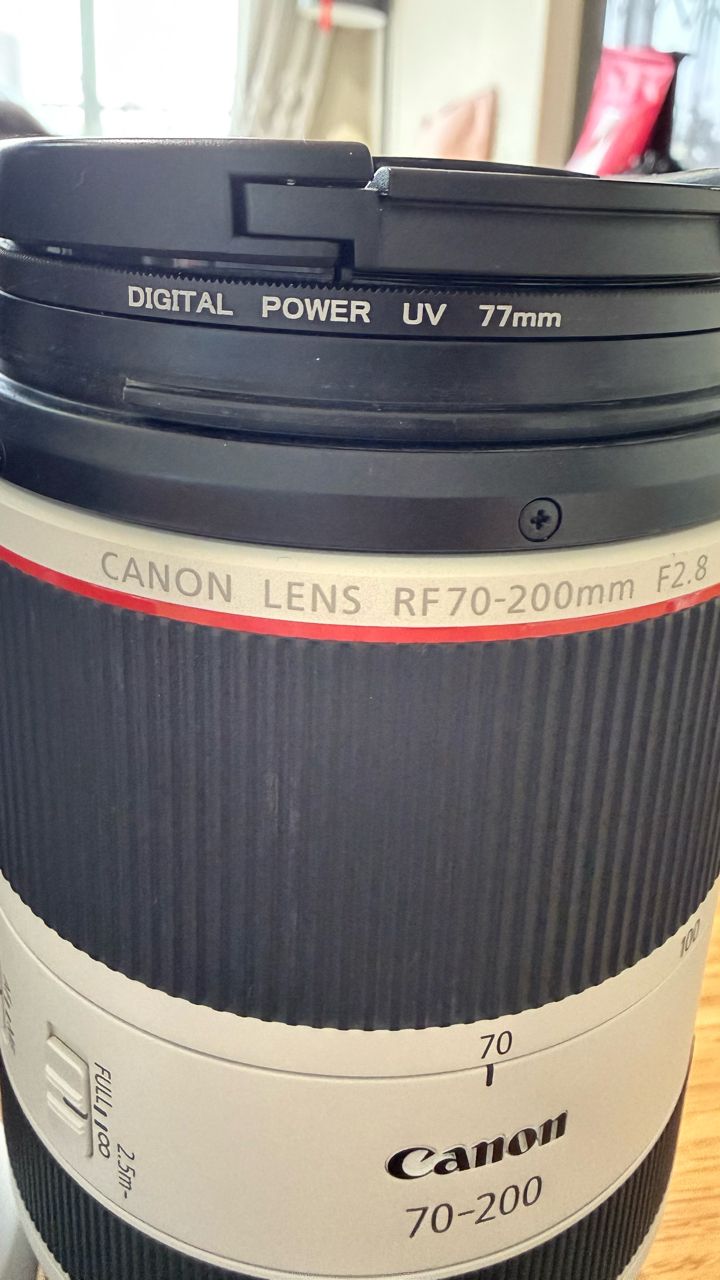 DIGITAL POWER UV 77mm
CANON LENS RF70-200mm F2.8
100
70
FULL
2.5m-∞
Canon
70-200